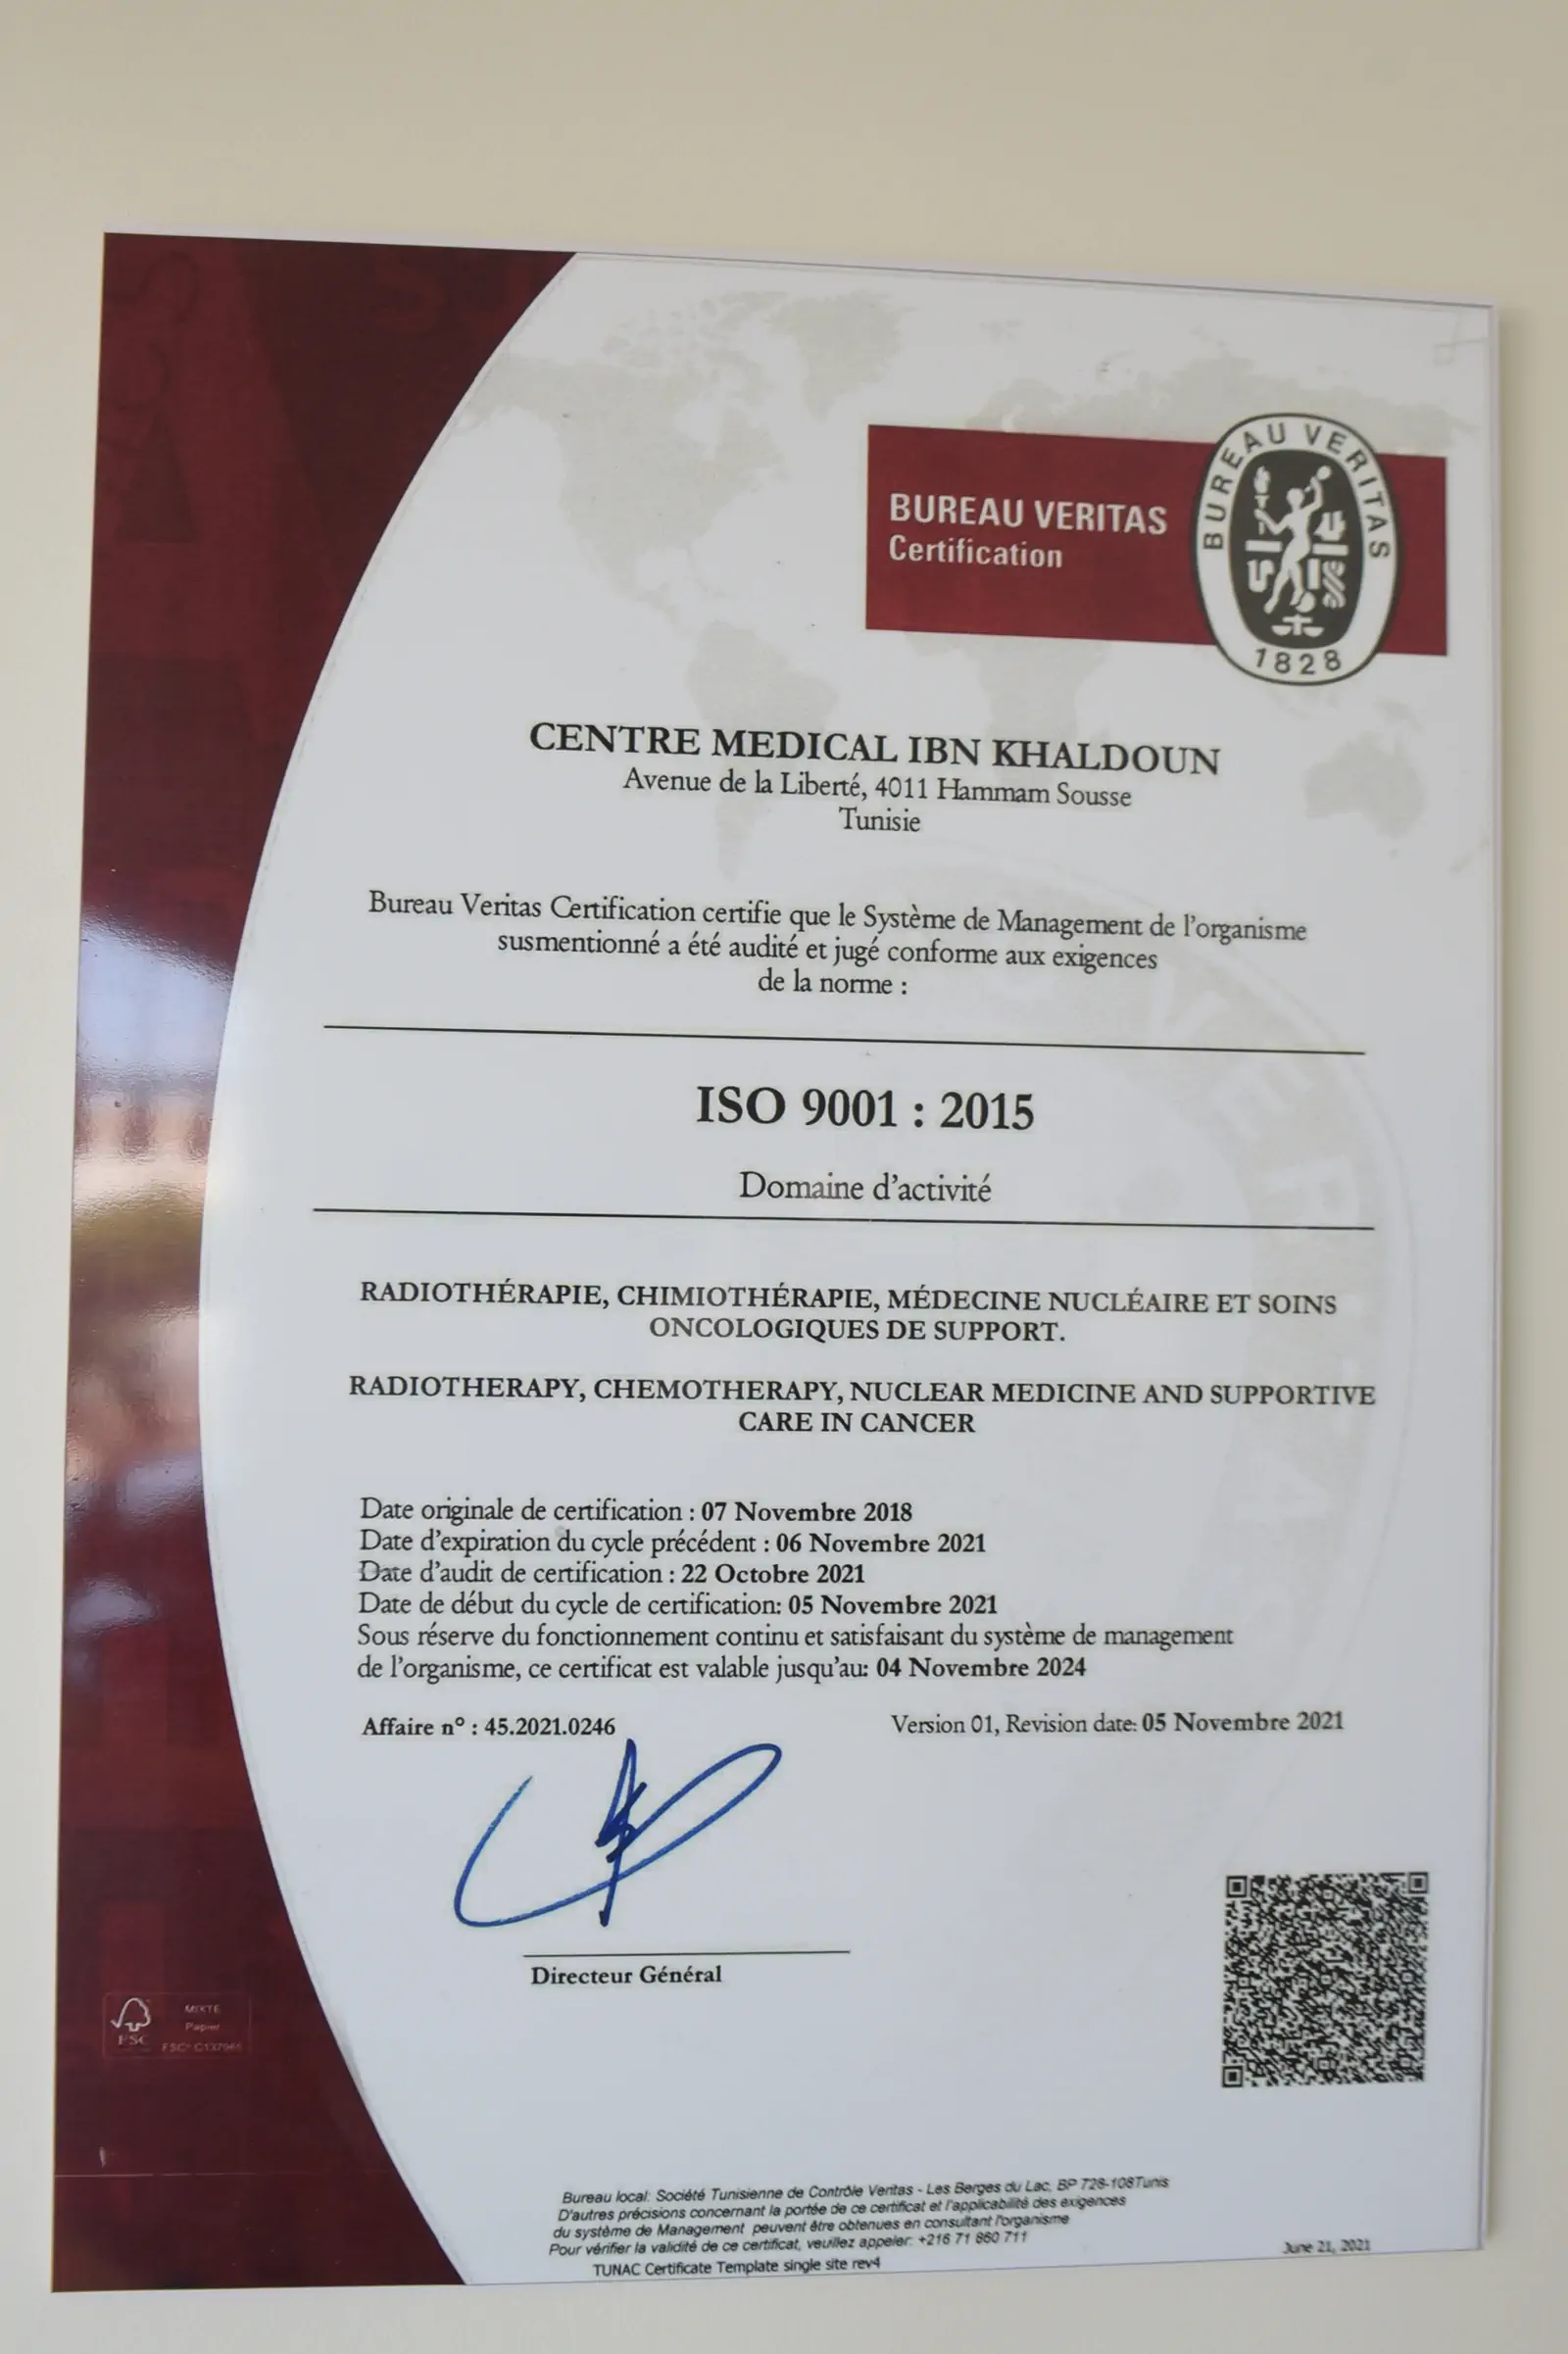 BUREAU VERITAS
Certification
BUREAU VERITAS
1828
CENTRE MEDICAL IBN KHALDOUN
Avenue de la Liberté, 4011 Hammam Sousse
Tunisie
Bureau Veritas Certification certifie que le Système de Management de l'organisme
susmentionné a été audité et jugé conforme aux exigences
de la norme :
ISO 9001 : 2015
Domaine d'activité
RADIOTHÉRAPIE, CHIMIOTHÉRAPIE, MÉDECINE NUCLÉAIRE ET SOINS
ONCOLOGIQUES DE SUPPORT.
RADIOTHERAPY, CHEMOTHERAPY, NUCLEAR MEDICINE AND SUPPORTIVE
CARE IN CANCER
Date originale de certification : 07 Novembre 2018
Date d'expiration du cycle précédent : 06 Novembre 2021
Date d'audit de certification : 22 Octobre 2021
Date de début du cycle de certification: 05 Novembre 2021
Sous réserve du fonctionnement continu et satisfaisant du système de management
de l'organisme, ce certificat est valable jusqu'au: 04 Novembre 2024
Affaire n° : 45.2021.0246
Version 01, Revision date: 05 Novembre 2021
Directeur Général
FSC
MIXTE
Papier
Bureau local: Société Tunisienne de Contrôle Veritas - Les Berges du Lac, BP 728-108Tunis
D'autres précisions concernant la portée de ce certificat et l'applicabilité des exigences
du système de Management peuvent être obtenues en consultant l'organisme
Pour vérifier la validité de ce certificat, veuillez appeler: +216 71 860 711
TUNAC Certificate Template single site rev4
June 21, 2021